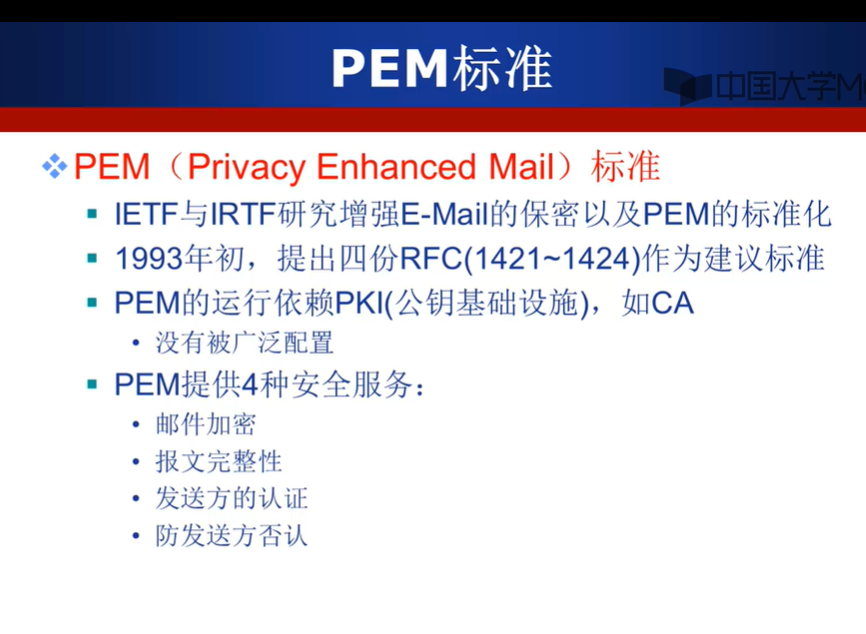 PEM标准
中国大学M
PEM（Privacy Enhanced Mail）标准
IETF与IRTF研究增强E-Mail的保密以及PEM的标准化
1993年初，提出四份RFC(1421~1424)作为建议标准
PEM的运行依赖PKI(公钥基础设施)，如CA
没有被广泛配置
PEM提供4种安全服务：
邮件加密
报文完整性
发送方的认证
防发送方否认